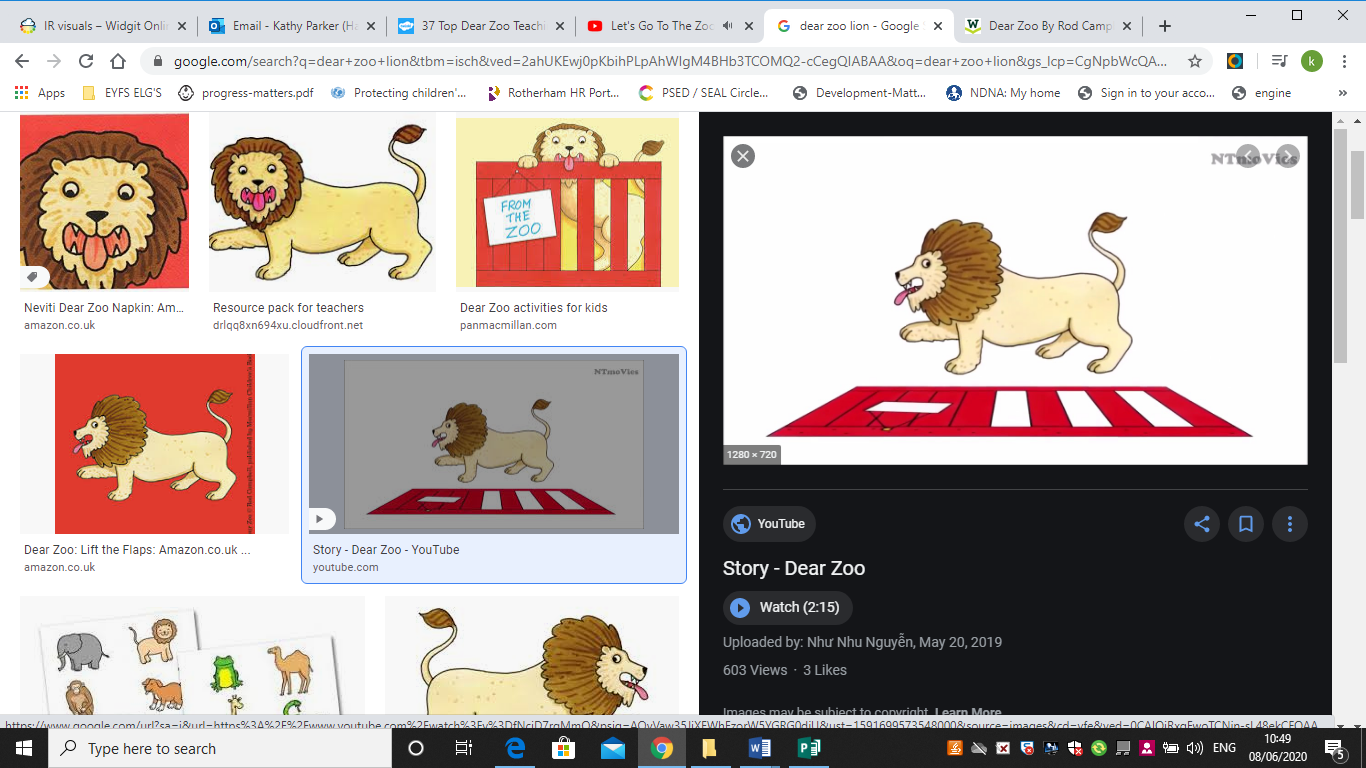 IR visuals – Widgit Onli
Email - Kathy Parker (Ha
37 Top Dear Zoo Teachi
Let's Go To The Zoo
dear zoo lion - Google
Dear Zoo By Rod Camp
google.com/search?q=dear+zoo+lion&tbm=isch&ved=2ahUKEwj0pKbihPLpAhWIgM4BHb3TCOMQ2-cCegQIABAA&oq=dear+zoo+lion&gs_lcp=CgNpbWcQA...
Apps
EYFS ELG'S
progress-matters.pdf
Protecting children'...
Rotherham HR Port...
PSED / SEAL Circle...
Development-Matt...
NDNA: My home
Sign in to your acco...
engine
»
FROM
THE
ZOO
Neviti Dear Zoo Napkin: Am...
amazon.co.uk
Resource pack for teachers
drlqq8xn694xu.cloudfront.net
Dear Zoo activities for kids
panmacmillan.com
Dear Zoo: Lift the Flaps: Amazon.co.uk ...
amazon.co.uk
NTmoVics
Story - Dear Zoo - YouTube
youtube.com
NTmoVics
1280 × 720
YouTube
Story - Dear Zoo
Watch (2:15)
Uploaded by: Như Nhu Nguyễn, May 20, 2019
603 Views · 3 Likes
Images may be subject to copyright. Learn More
Type here to search
ENG
10:49
08/06/2020
5